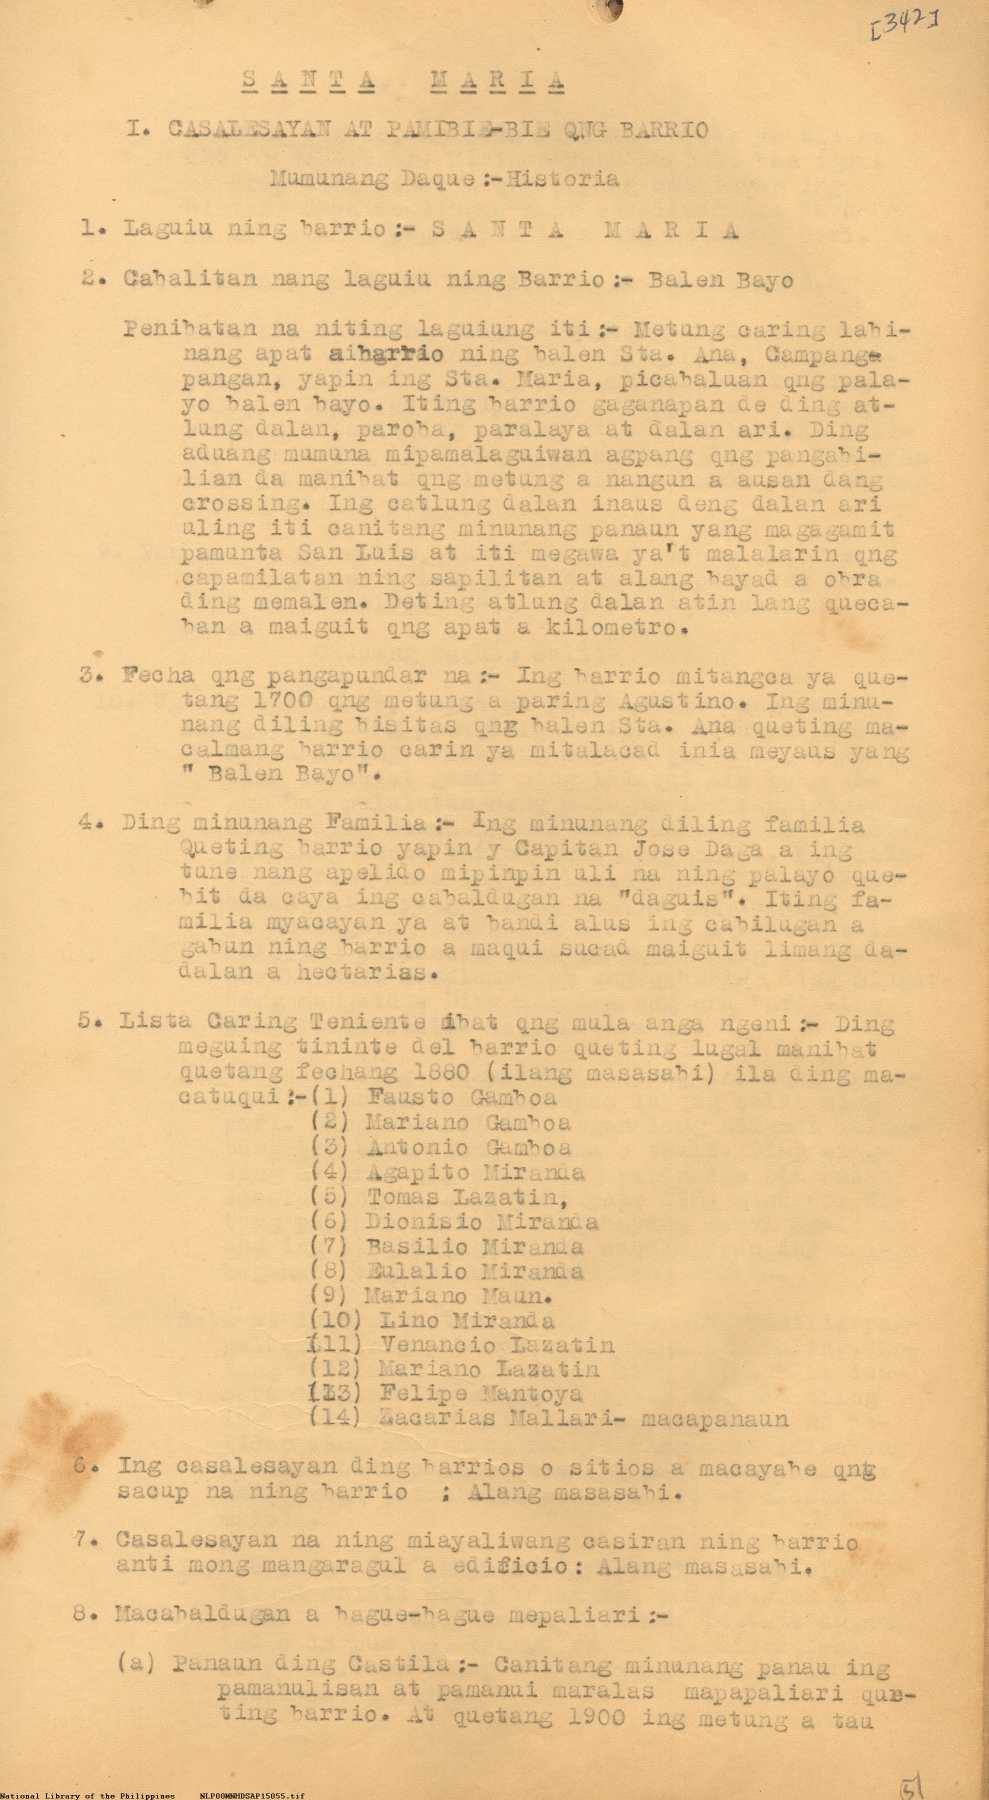 [342]
SANTA MARIA
I. CASALESAYAN AT PAMIBIE-BIE QNG BARRIO
Mumunang Daque:-Historia
1. Laguiu ning barrio:- S A N T A M A R I A
2. Cabalitan nang laguiu ning Barrio:- Balen Bayo
Penibatan na niting laguiung iti:- Metung caring labi-
nang apat aibarrio ning balen Sta. Ana, Campanga
pangan, yapin ing Sta. Maria, picabaluan qng pala-
yo balen bayo. Iting barrio gaganapan de ding at-
lung dalan, paroba, paralaya at dalan ari. Ding
aduang mumuna mipamalaguiwan agpang qng pangabi-
lian da manibat qng metung a nangun a ausan dang
crossing. Ing catlung dalan inaus deng dalan ari
uling iti canitang minunang panaun yang magagamit
pamunta San Luis at iti megawa ya't malalarin qng
capamilatan ning sapilitan at alang bayad a obra
ding memalen. Deting atlung dalan atin lang queca-
ban a maiguit qng apat a kilometro.
3. Fecha qng pangapundar na:- Ing barrio mitangca ya que-
tang 1700 qng metung a paring Agustino. Ing minu-
nang diling bisitas qng balen Sta. Ana queting ma-
calmang barrio carin ya mitalacad inia meyaus yang
" Balen Bayo".
4. Ding minunang Familia:- Ing minunang diling familia
Queting barrio yapin y Capitan Jose Daga a ing
tune nang apelido mipinpin uli na ning palayo que-
bit da caya ing cabaldugan na "daguis". Iting fa-
milia myacayan ya at bandi alus ing cabilugan a
gabun ning barrio a maqui sucad maiguit limang da-
dalan a hectarias.
5. Lista Caring Teniente ibat qng mula anga ngeni:- Ding
meguing tininte del barrio queting lugal manibat
quetang fechang 1880 (ilang masasabi) ila ding ma-
catuqui:-(1) Fausto Gamboa
(2) Mariano Gamboa
(3) Antonio Gamboa
(4) Agapito Miranda
(5) Tomas Lazatin,
(6) Dionisio Miranda
(7) Basilio Miranda
(8) Eulalio Miranda
(9) Mariano Maun.
(10) Lino Miranda
(11) Venancio Lazatin
(12) Mariano Lazatin
(13) Felipe Mantoya
(14) Zacarias Mallari- macapanaun
6. Ing casalesayan ding barrios o sitios a macayabe qng
sacup na ning barrio ; Alang masasabi.
7. Casalesayan na ning miayaliwang casiran ning barrio
anti mong mangaragul a edificio: Alang masasabi.
8. Macabaldugan a bague-bague mepaliari:-
(a) Panaun ding Castila:- Canitang minunang panau ing
pamanulisan at pamanui maralas mapapaliari que-
ting barrio. At quetang 1900 ing metung a tau
5
National Library of the Philippines NLPOOMNHDSAP15055.tif